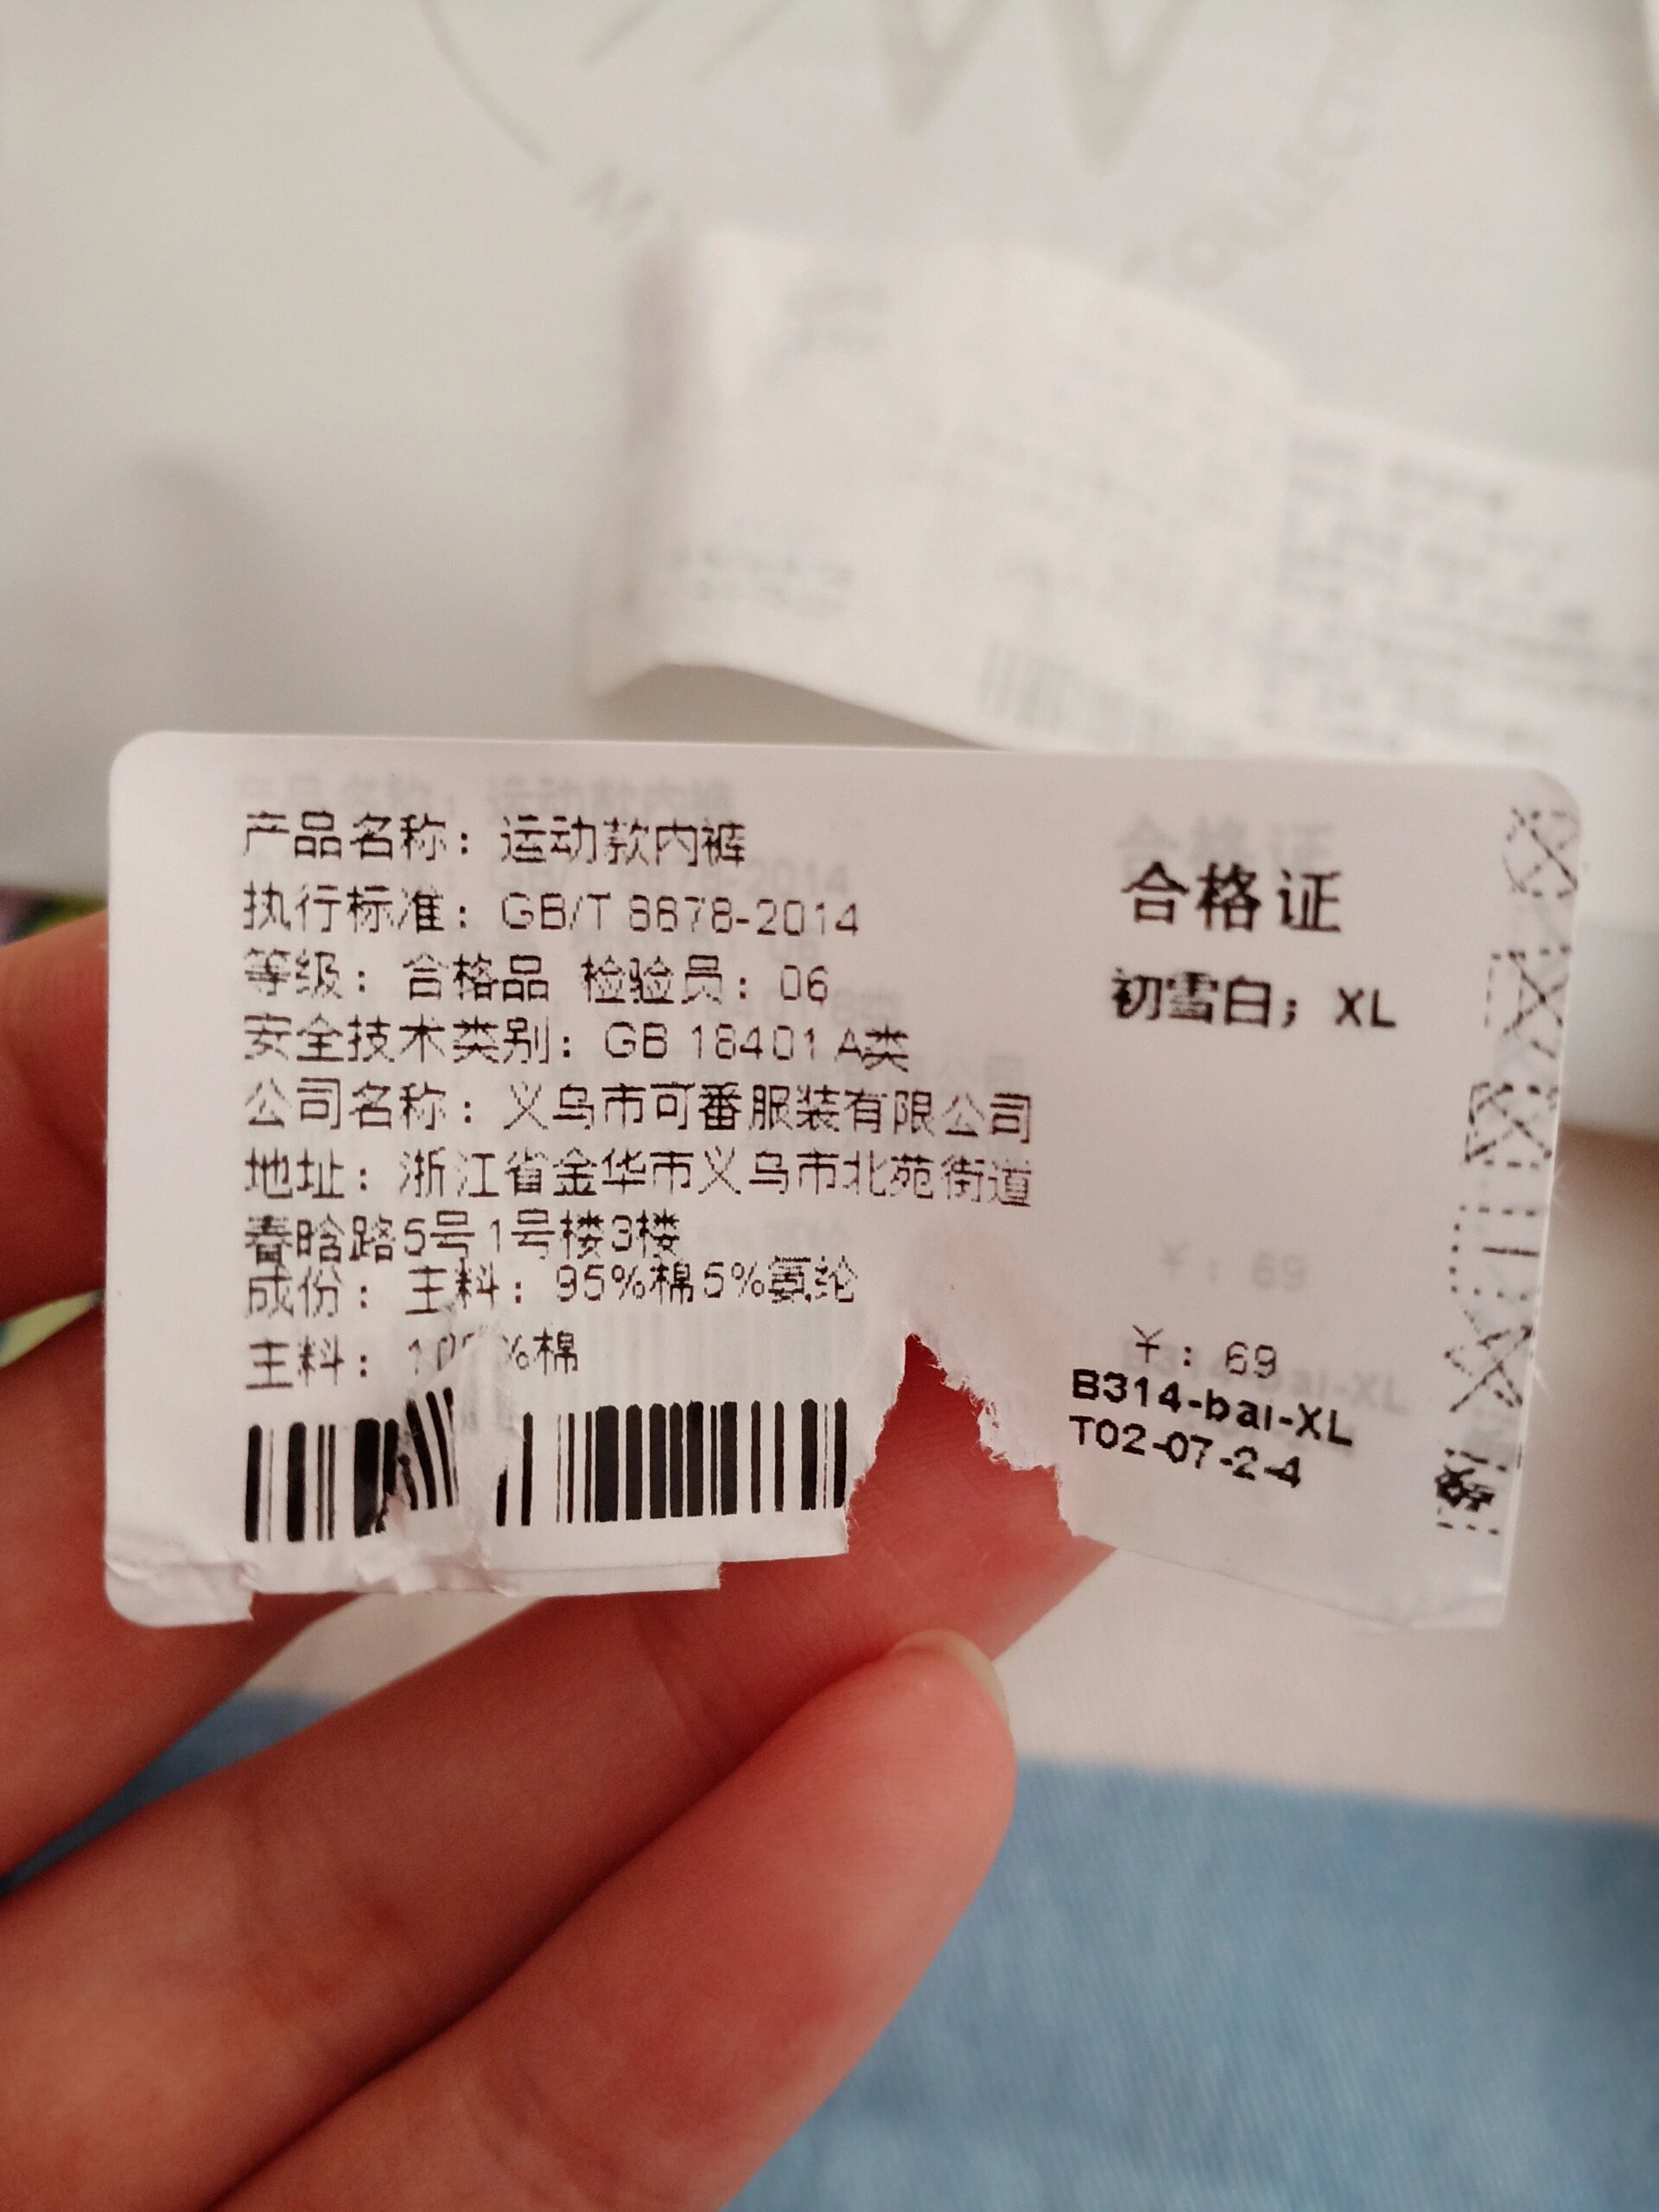 产品名称：运动款内裤
执行标准：GB/T 8878-2014
等级：合格品 检验员：06
安全技术类别：GB 18401 A类
公司名称：义乌市可番服装有限公司
地址：浙江省金华市义乌市北苑街道
春晗路5号1号楼3楼
成份：主料：95%棉5%氨纶
主料：100%棉
合格证
初雪白；XL
￥：69
B314-bai-XL
T02-07-2-4